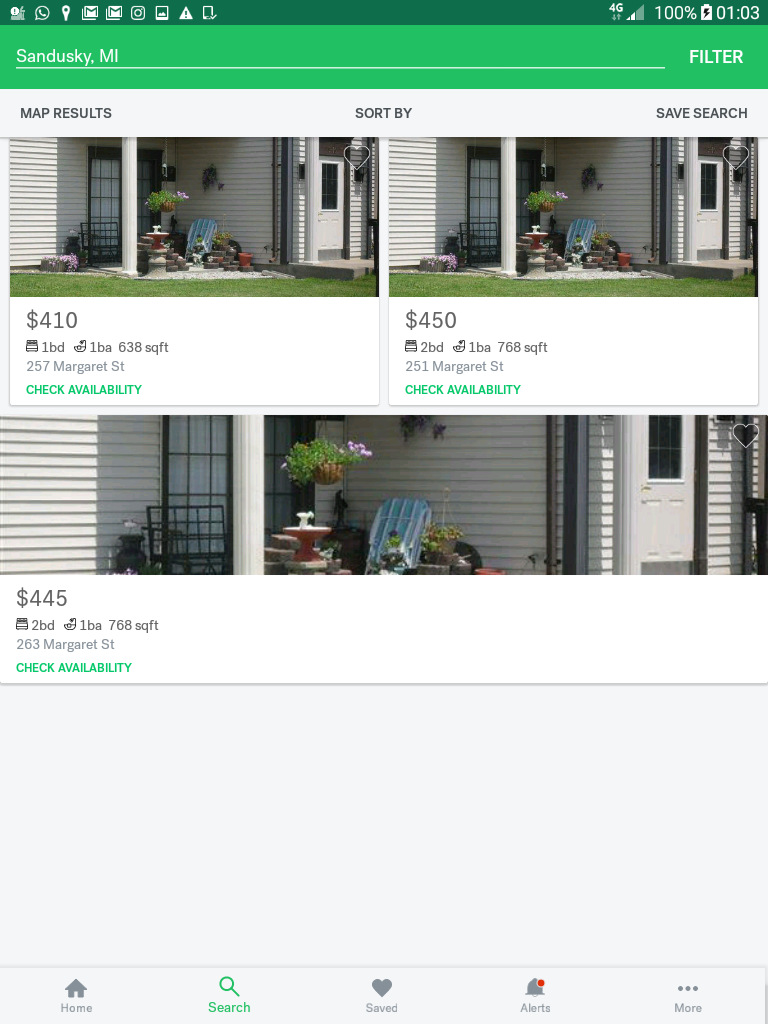 4G 100% 01:03
Sandusky, MI FILTER
MAP RESULTS SORT BY SAVE SEARCH
$410
1bd 1ba 638 sqft
257 Margaret St
CHECK AVAILABILITY
$450
2bd 1ba 768 sqft
251 Margaret St
CHECK AVAILABILITY
$445
2bd 1ba 768 sqft
263 Margaret St
CHECK AVAILABILITY
Home Search Saved Alerts More